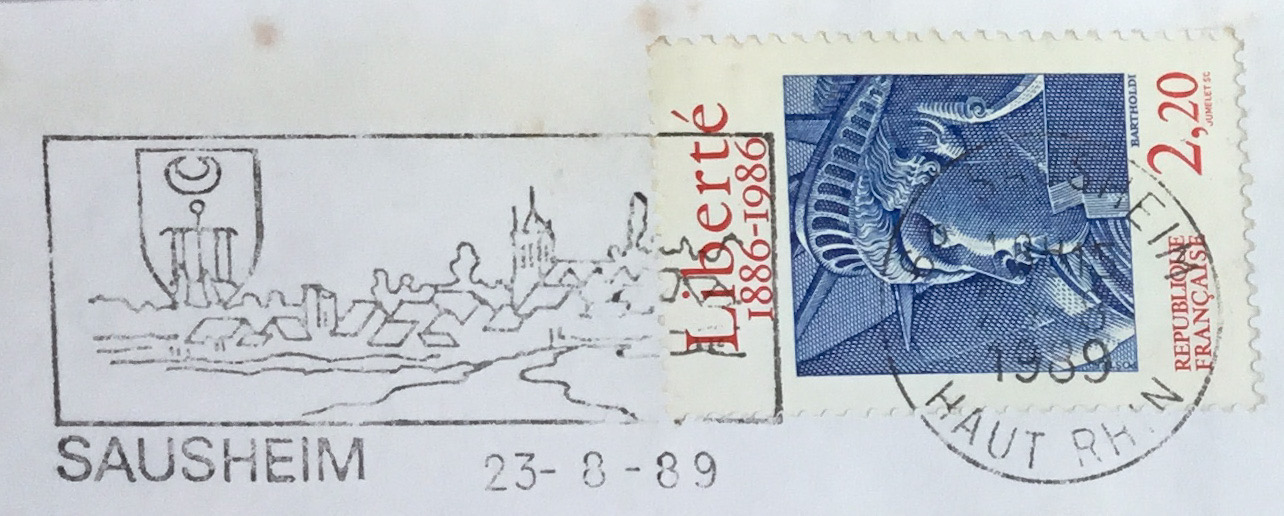 SAUSHEIM
23-8-89
Liberté
1886-1986
BARTHOLDI
2,20
JUMELET SC
REPUBLIQUE
FRANÇAISE
1989
HAUT RHIN